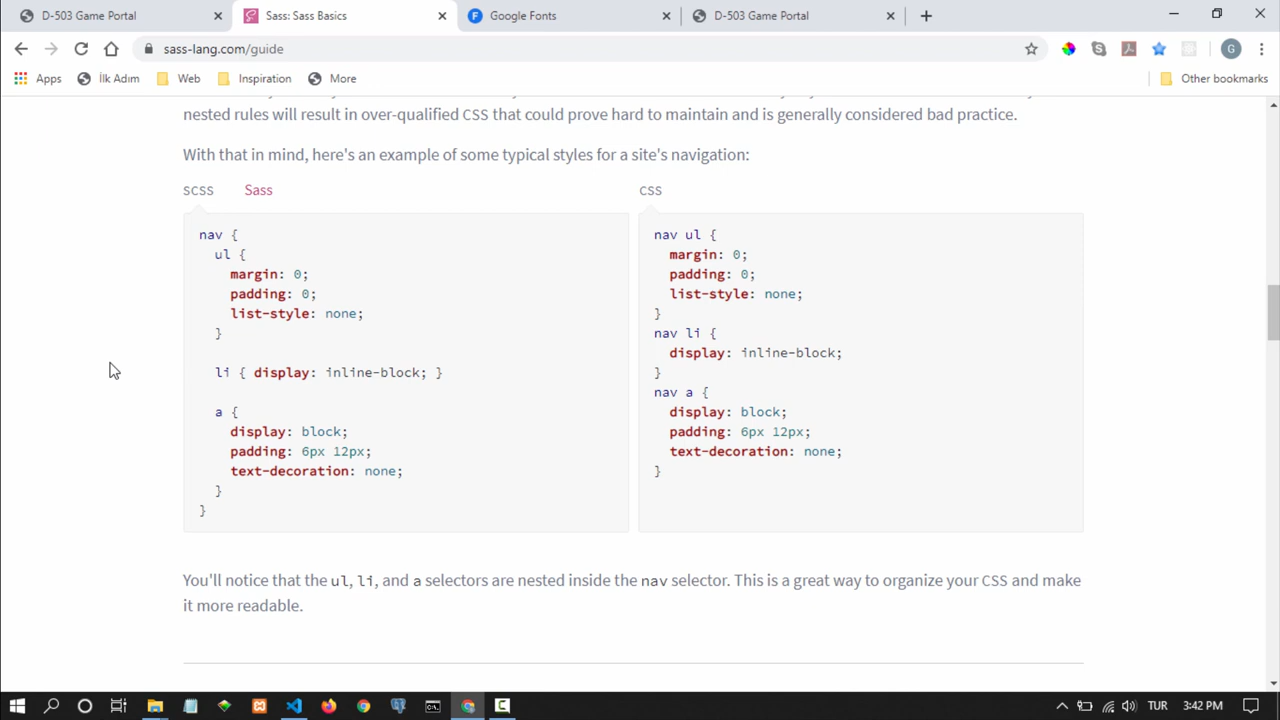 D-503 Game Portal
Sass: Sass Basics
Google Fonts
D-503 Game Portal
sass-lang.com/guide
G
Apps
İlk Adım
Web
Inspiration
More
Other bookmarks
nested rules will result in over-qualified CSS that could prove hard to maintain and is generally considered bad practice.
With that in mind, here's an example of some typical styles for a site's navigation:
SCSS Sass
nav {
ul {
margin: 0;
padding: 0;
list-style: none;
}
li { display: inline-block; }
a {
display: block;
padding: 6px 12px;
text-decoration: none;
}
}
CSS
nav ul {
margin: 0;
padding: 0;
list-style: none;
}
nav li {
display: inline-block;
}
nav a {
display: block;
padding: 6px 12px;
text-decoration: none;
}
You'll notice that the ul, li, and a selectors are nested inside the nav selector. This is a great way to organize your CSS and make
it more readable.
TUR
3:42 PM